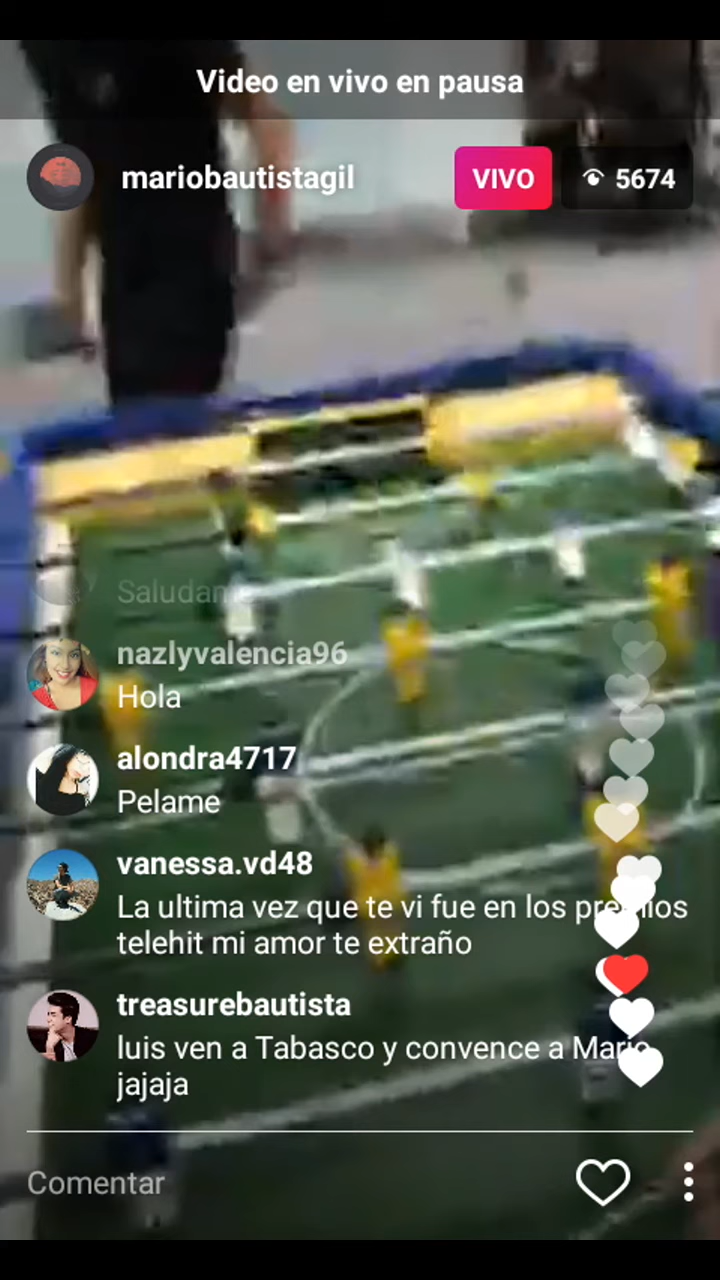 Video en vivo en pausa
mariobautistagil
VIVO
5674
Saludame
nazlyvalencia96
Hola
alondra4717
Pelame
vanessa.vd48
La ultima vez que te vi fue en los premios
telehit mi amor te extraño
treasurebautista
luis ven a Tabasco y convence a Mario
jajaja
Comentar